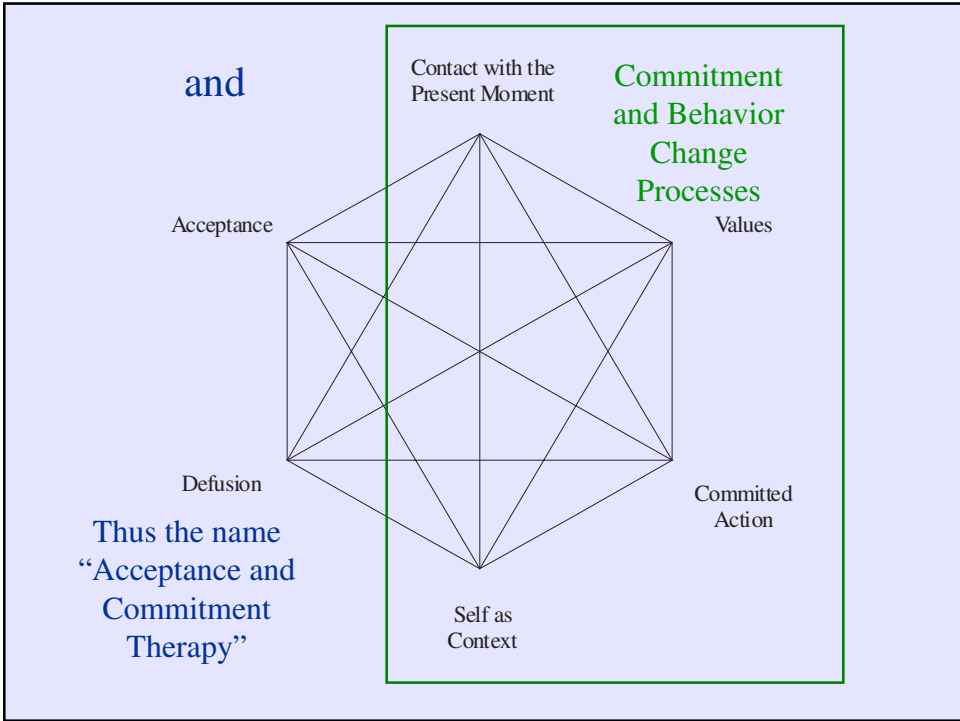 and
Contact with the
Present Moment
Commitment
and Behavior
Change
Processes
Acceptance
Values
Defusion
Committed
Action
Thus the name
“Acceptance and
Commitment
Therapy”
Self as
Context